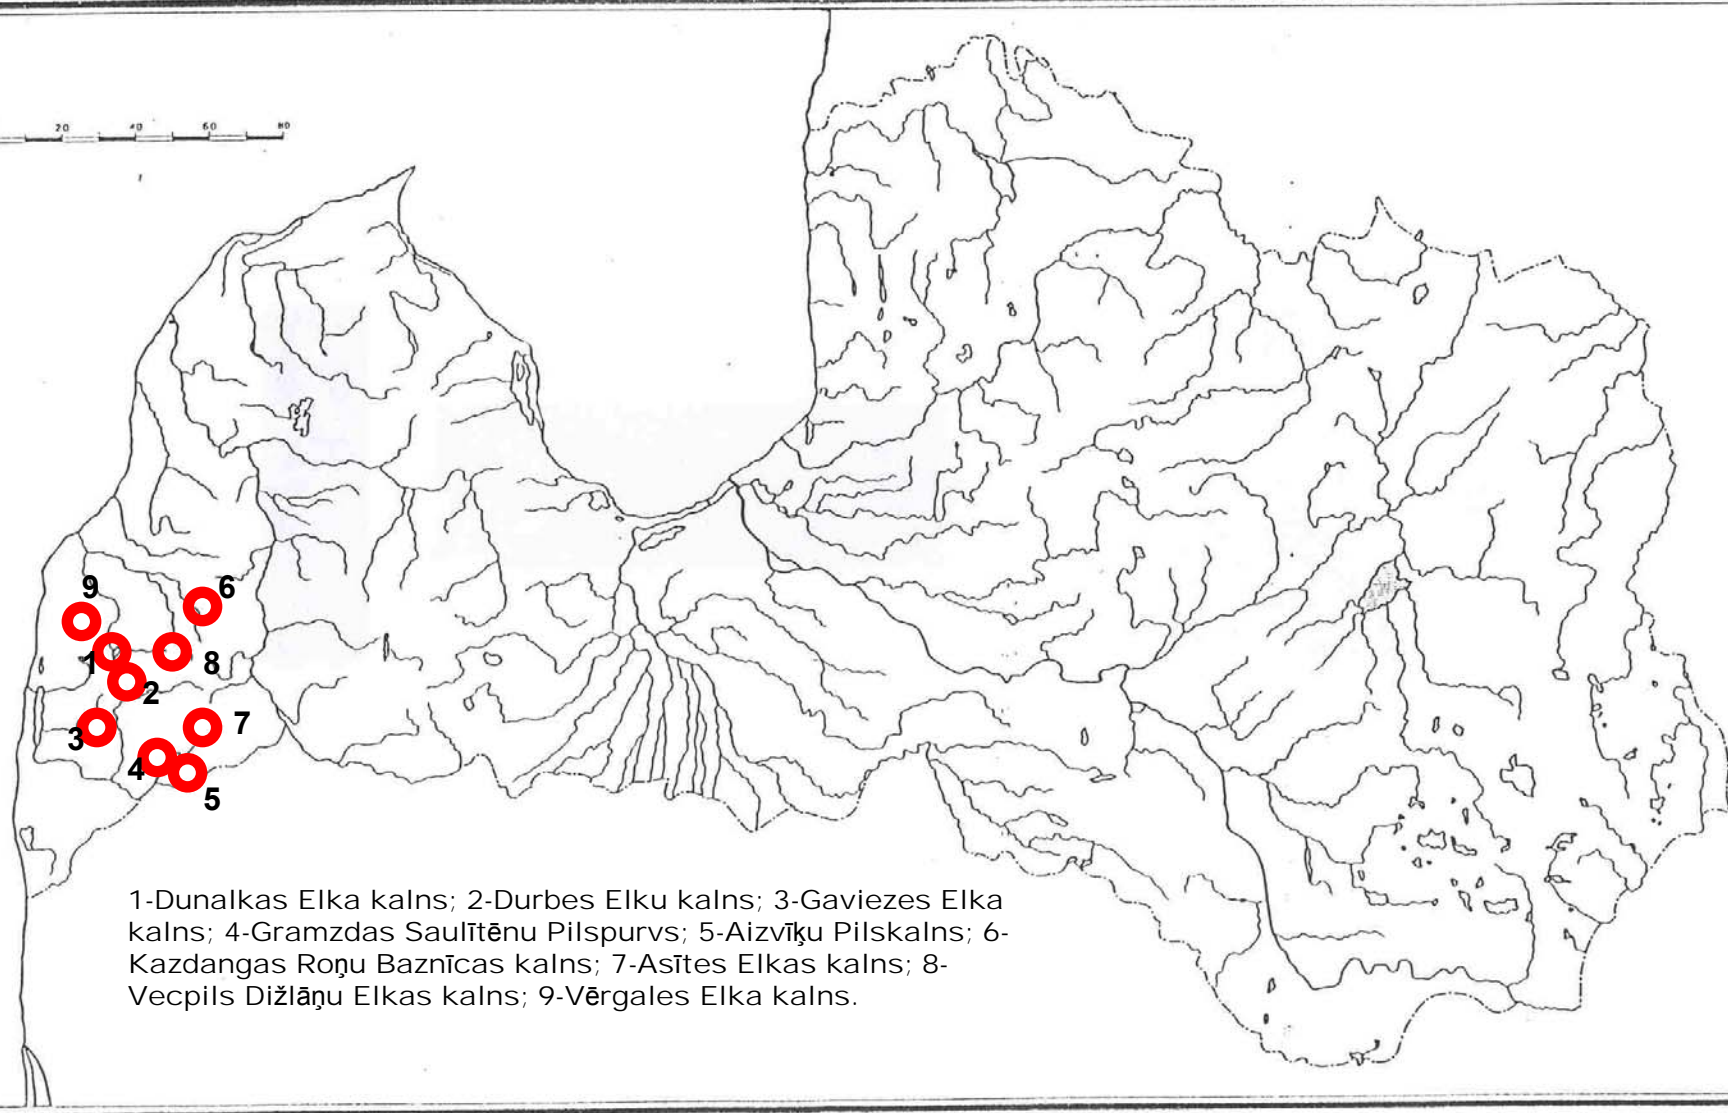 20 40 60 80
9
6
1
8
2
7
3
4
5
1-Dunalkas Elka kalns; 2-Durbes Elku kalns; 3-Gaviezes Elka
kalns; 4-Gramzdas Saulītēnu Pilspurvs; 5-Aizvīķu Pilskalns; 6-
Kazdangas Roņu Baznīcas kalns; 7-Asītes Elkas kalns; 8-
Vecpils Dižlāņu Elkas kalns; 9-Vērgales Elka kalns.